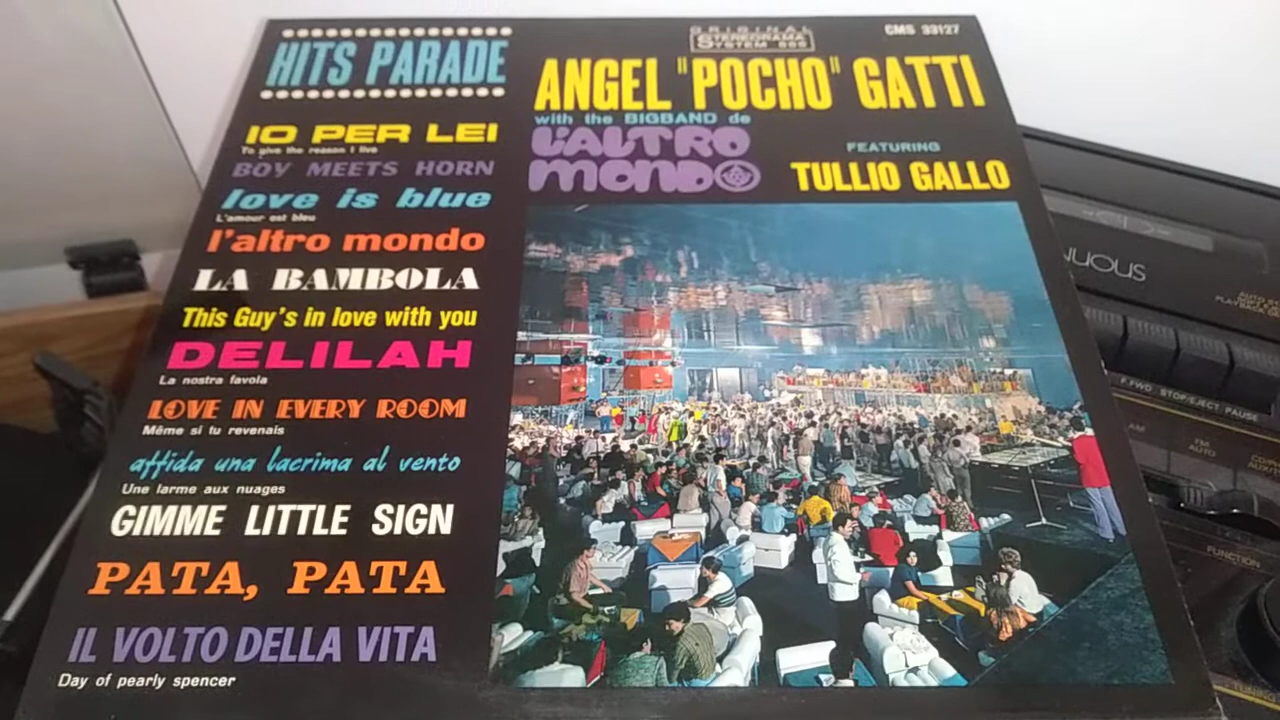 HITS PARADE
IO PER LEI
To give the reason I live
BOY MEETS HORN
love is blue
L'amour est bleu
l'altro mondo
LA BAMBOLA
This Guy's in love with you
DELILAH
La nostra favola
LOVE IN EVERY ROOM
Même si tu revenais
affida una lacrima al vento
Une larme aux nuages
GIMME LITTLE SIGN
PATA, PATA
IL VOLTO DELLA VITA
Day of pearly spencer
ORIGINAL
STEREORAMA
SYSTEM
CMS 33127
ANGEL "POCHO" GATTI
with the BIGBAND de
L'ALTRO
MONDO
FEATURING
TULLIO GALLO
F.FWD STOP/EJECT PAUSE
AM
FM
AUTO
FUNCTION
TUNING